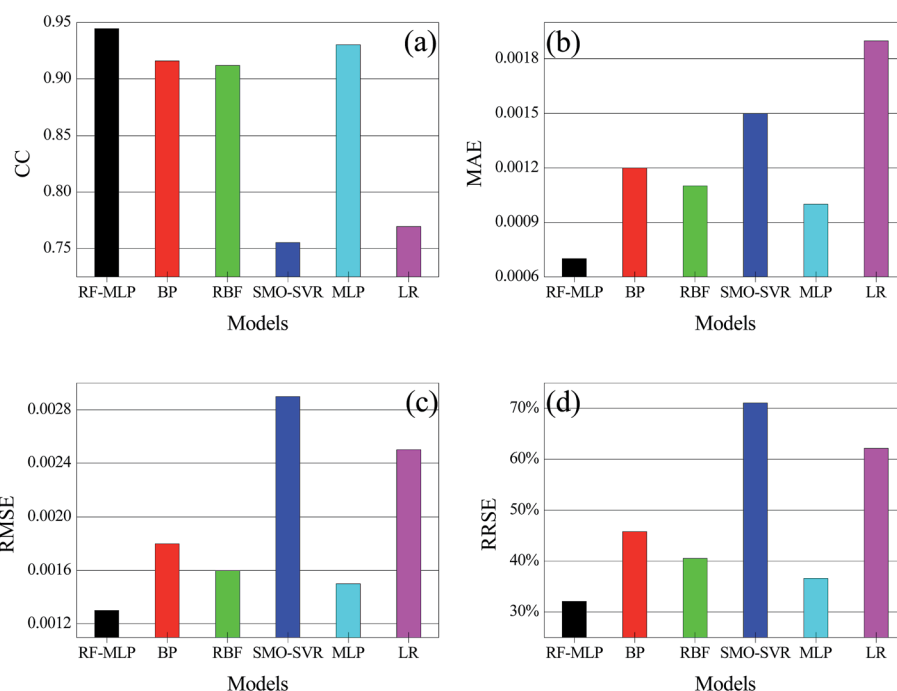 (a)
0.95
0.90
0.85
0.80
0.75
CC
RF-MLP BP RBF SMO-SVR MLP LR
Models
(b)
0.0018
0.0015
0.0012
0.0009
0.0006
MAE
RF-MLP BP RBF SMO-SVR MLP LR
Models
(c)
0.0028
0.0024
0.0020
0.0016
0.0012
RMSE
RF-MLP BP RBF SMO-SVR MLP LR
Models
(d)
70%
60%
50%
40%
30%
RRSE
RF-MLP BP RBF SMO-SVR MLP LR
Models